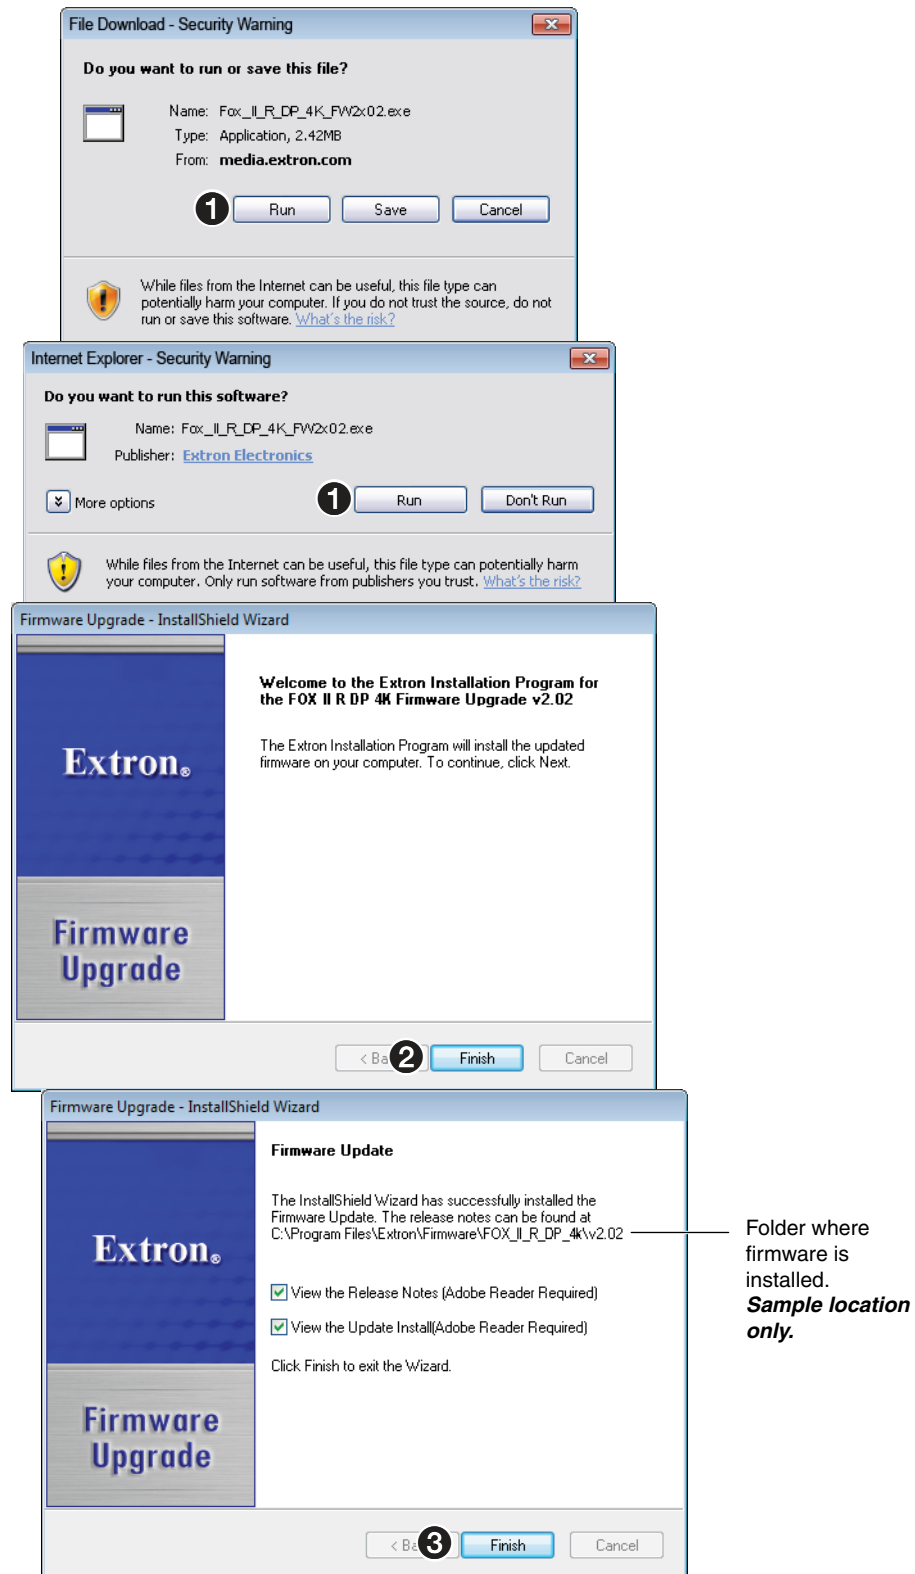 File Download - Security Warning
Do you want to run or save this file?
Name: Fox_II_R_DP_4K_FW2x02.exe
Type: Application, 2.42MB
From: media.extron.com
1 Run Save Cancel
While files from the Internet can be useful, this file type can
potentially harm your computer. If you do not trust the source, do not
run or save this software. What's the risk?
Internet Explorer - Security Warning
Do you want to run this software?
Name: Fox_II_R_DP_4K_FW2x02.exe
Publisher: Extron Electronics
More options 1 Run Don't Run
While files from the Internet can be useful, this file type can potentially harm
your computer. Only run software from publishers you trust. What's the risk?
Firmware Upgrade - InstallShield Wizard
Welcome to the Extron Installation Program for
the FOX II R DP 4K Firmware Upgrade v2.02
The Extron Installation Program will install the updated
firmware on your computer. To continue, click Next.
Extron®
Firmware
Upgrade
< Ba 2 Finish Cancel
Firmware Upgrade - InstallShield Wizard
Firmware Update
The InstallShield Wizard has successfully installed the
Firmware Update. The release notes can be found at
C:\Program Files\Extron\Firmware\FOX_II_R_DP_4k\v2.02
Folder where
firmware is
installed.
Sample location
only.
Extron®
View the Release Notes (Adobe Reader Required)
View the Update Install(Adobe Reader Required)
Click Finish to exit the Wizard.
Firmware
Upgrade
< Ba 3 Finish Cancel